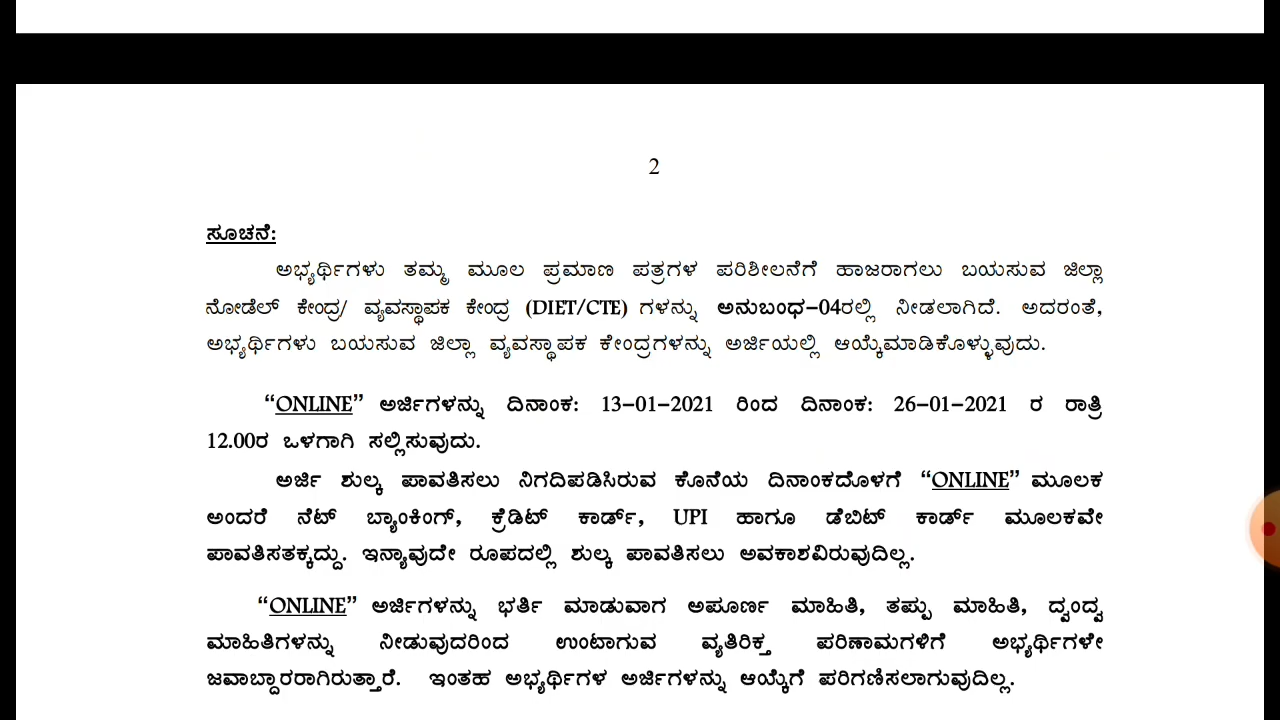 2
ಸೂಚನೆ:
ಅಭ್ಯರ್ಥಿಗಳು ತಮ್ಮ ಮೂಲ ಪ್ರಮಾಣ ಪತ್ರಗಳ ಪರಿಶೀಲನೆಗೆ ಹಾಜರಾಗಲು ಬಯಸುವ ಜಿಲ್ಲಾ
ನೋಡೆಲ್ ಕೇಂದ್ರ/ ವ್ಯವಸ್ಥಾಪಕ ಕೇಂದ್ರ (DIET/CTE) ಗಳನ್ನು ಅನುಬಂಧ-04ರಲ್ಲಿ ನೀಡಲಾಗಿದೆ. ಅದರಂತೆ,
ಅಭ್ಯರ್ಥಿಗಳು ಬಯಸುವ ಜಿಲ್ಲಾ ವ್ಯವಸ್ಥಾಪಕ ಕೇಂದ್ರಗಳನ್ನು ಅರ್ಜಿಯಲ್ಲಿ ಆಯ್ಕೆಮಾಡಿಕೊಳ್ಳುವುದು.
“ONLINE” ಅರ್ಜಿಗಳನ್ನು ದಿನಾಂಕ: 13-01-2021 ರಿಂದ ದಿನಾಂಕ: 26-01-2021 ರ ರಾತ್ರಿ
12.00ರ ಒಳಗಾಗಿ ಸಲ್ಲಿಸುವುದು.
ಅರ್ಜಿ ಶುಲ್ಕ ಪಾವತಿಸಲು ನಿಗದಿಪಡಿಸಿರುವ ಕೊನೆಯ ದಿನಾಂಕದೊಳಗೆ “ONLINE” ಮೂಲಕ
ಅಂದರೆ ನೆಟ್ ಬ್ಯಾಂಕಿಂಗ್, ಕ್ರೆಡಿಟ್ ಕಾರ್ಡ್, UPI ಹಾಗೂ ಡೆಬಿಟ್ ಕಾರ್ಡ್ ಮೂಲಕವೇ
ಪಾವತಿಸತಕ್ಕದ್ದು. ಇನ್ಯಾವುದೇ ರೂಪದಲ್ಲಿ ಶುಲ್ಕ ಪಾವತಿಸಲು ಅವಕಾಶವಿರುವುದಿಲ್ಲ.
“ONLINE” ಅರ್ಜಿಗಳನ್ನು ಭರ್ತಿ ಮಾಡುವಾಗ ಅಪೂರ್ಣ ಮಾಹಿತಿ, ತಪ್ಪು ಮಾಹಿತಿ, ದ್ವಂದ್ವ
ಮಾಹಿತಿಗಳನ್ನು ನೀಡುವುದರಿಂದ ಉಂಟಾಗುವ ವ್ಯತಿರಿಕ್ತ ಪರಿಣಾಮಗಳಿಗೆ ಅಭ್ಯರ್ಥಿಗಳೇ
ಜವಾಬ್ದಾರರಾಗಿರುತ್ತಾರೆ. ಇಂತಹ ಅಭ್ಯರ್ಥಿಗಳ ಅರ್ಜಿಗಳನ್ನು ಆಯ್ಕೆಗೆ ಪರಿಗಣಿಸಲಾಗುವುದಿಲ್ಲ.